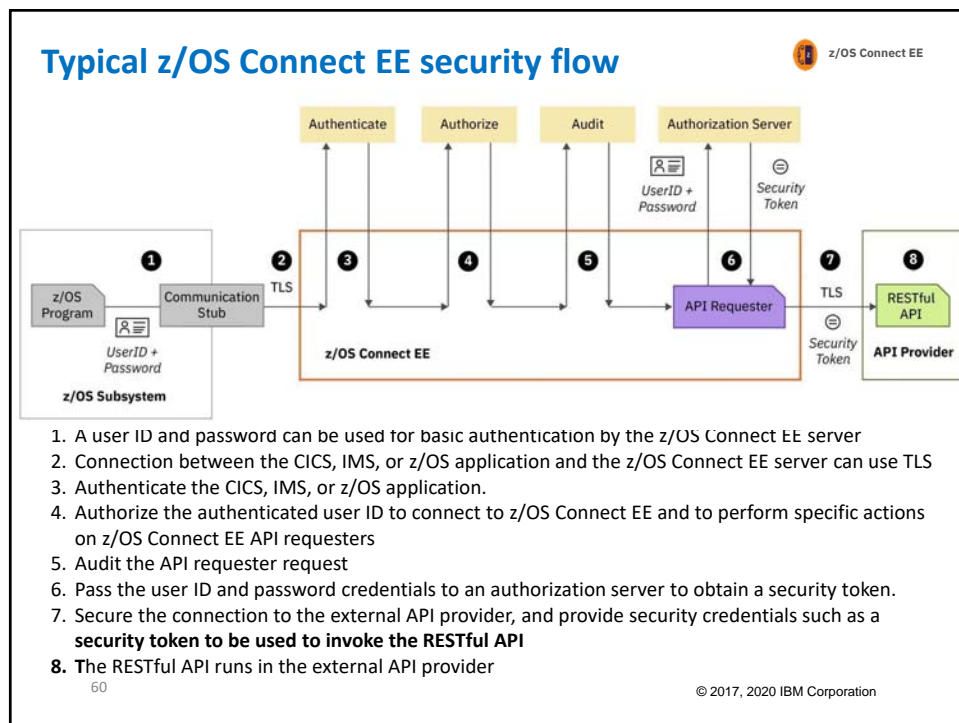 Typical z/OS Connect EE security flow
z/OS Connect EE
Authenticate
Authorize
Audit
Authorization Server
UserID +
Password
Security
Token
1
2
3
4
5
6
7
8
TLS
TLS
z/OS
Program
Communication
Stub
API Requester
RESTful
API
UserID +
Password
Security
Token
z/OS Connect EE
API Provider
z/OS Subsystem
1. A user ID and password can be used for basic authentication by the z/OS Connect EE server
2. Connection between the CICS, IMS, or z/OS application and the z/OS Connect EE server can use TLS
3. Authenticate the CICS, IMS, or z/OS application.
4. Authorize the authenticated user ID to connect to z/OS Connect EE and to perform specific actions
on z/OS Connect EE API requesters
5. Audit the API requester request
6. Pass the user ID and password credentials to an authorization server to obtain a security token.
7. Secure the connection to the external API provider, and provide security credentials such as a
security token to be used to invoke the RESTful API
8. The RESTful API runs in the external API provider
60
© 2017, 2020 IBM Corporation